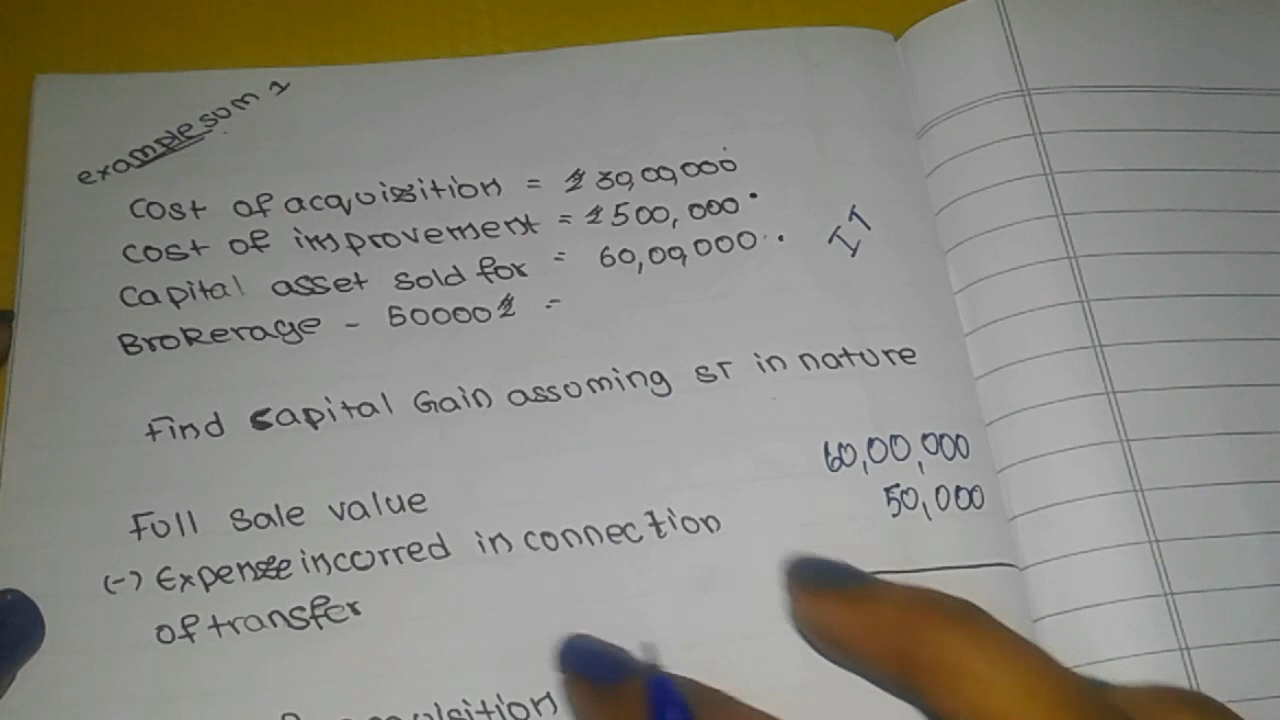 example som 1
cost of acquisition = ₹ 30,00,000
cost of improvement = ₹500,000
capital asset sold for = 60,00,000
IT
Brokerage - 50000₹ =
Find capital Gain assuming ST in nature
Full sale value 60,00,000
(-) Expense incurred in connection 50,000
of transfer